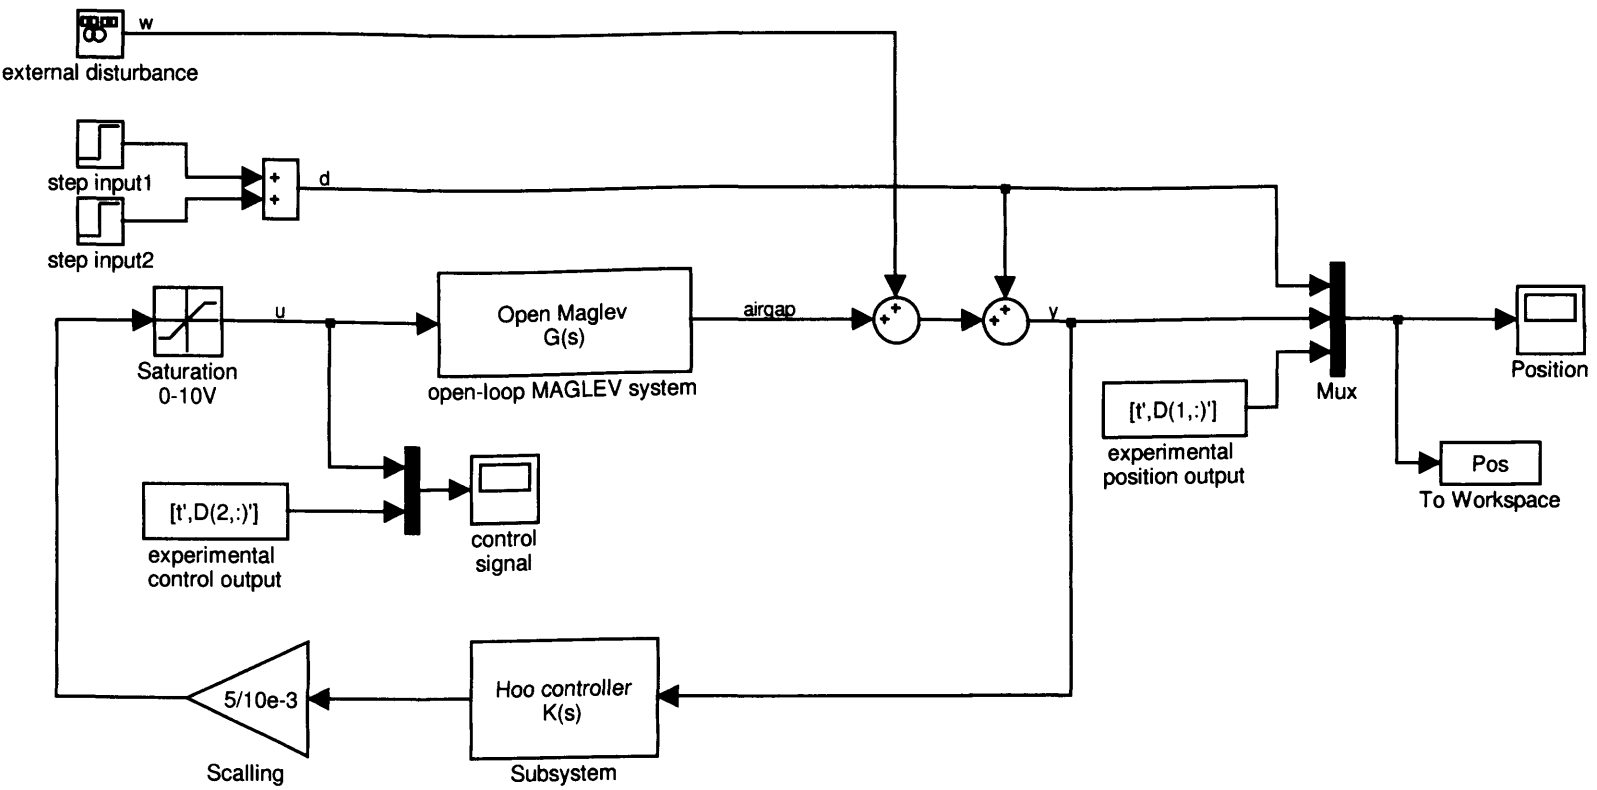 w
external disturbance
step input1
+
+
d
step input2
Saturation
0-10V
u
Open Maglev
G(s)
open-loop MAGLEV system
airgap
+
+
+
+
y
Mux
Position
[t',D(1,:)']
experimental
position output
Pos
To Workspace
[t',D(2,:)']
experimental
control output
control
signal
5/10e-3
Scalling
Hoo controller
K(s)
Subsystem